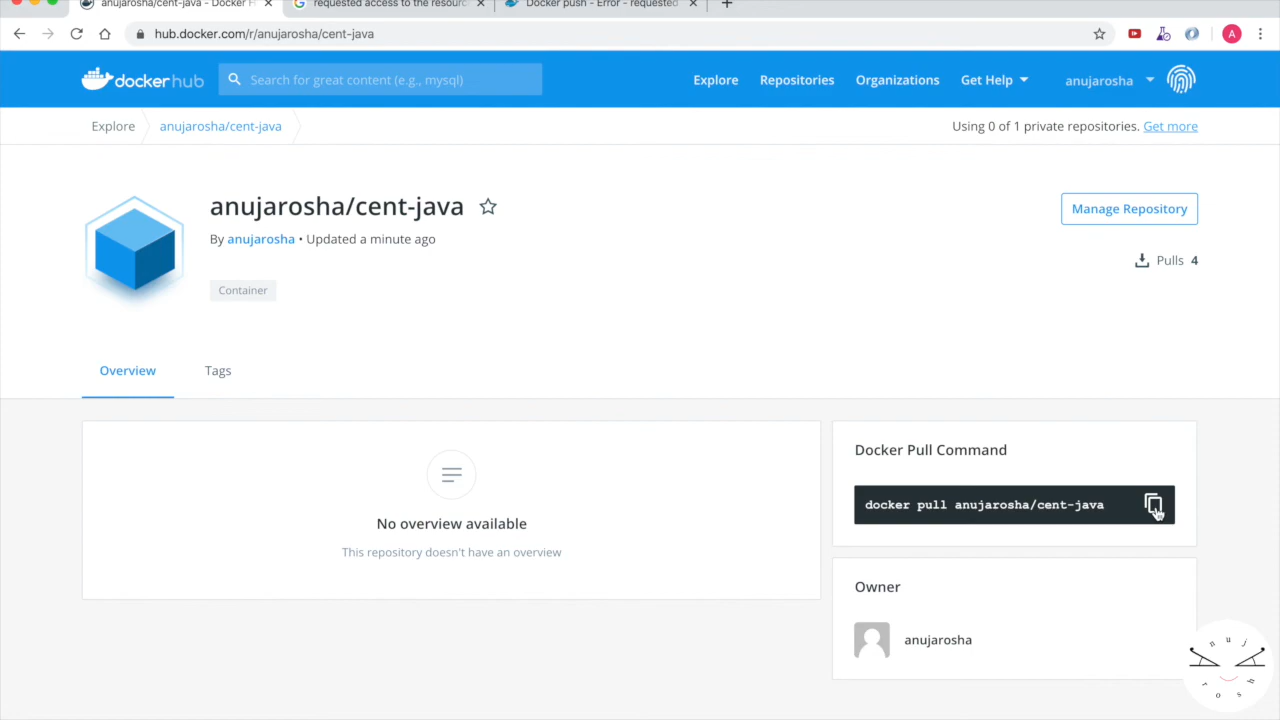 anujarosha/cent-java - Docker H
requested access to the resourc
Docker push - Error - requested
hub.docker.com/r/anujarosha/cent-java
A
dockerhub
Search for great content (e.g., mysql)
Explore
Repositories
Organizations
Get Help
anujarosha
Explore
anujarosha/cent-java
Using 0 of 1 private repositories. Get more
anujarosha/cent-java
Manage Repository
By anujarosha • Updated a minute ago
Pulls 4
Container
Overview
Tags
No overview available
This repository doesn't have an overview
Docker Pull Command
docker pull anujarosha/cent-java
Owner
anujarosha
n u j
r o s h